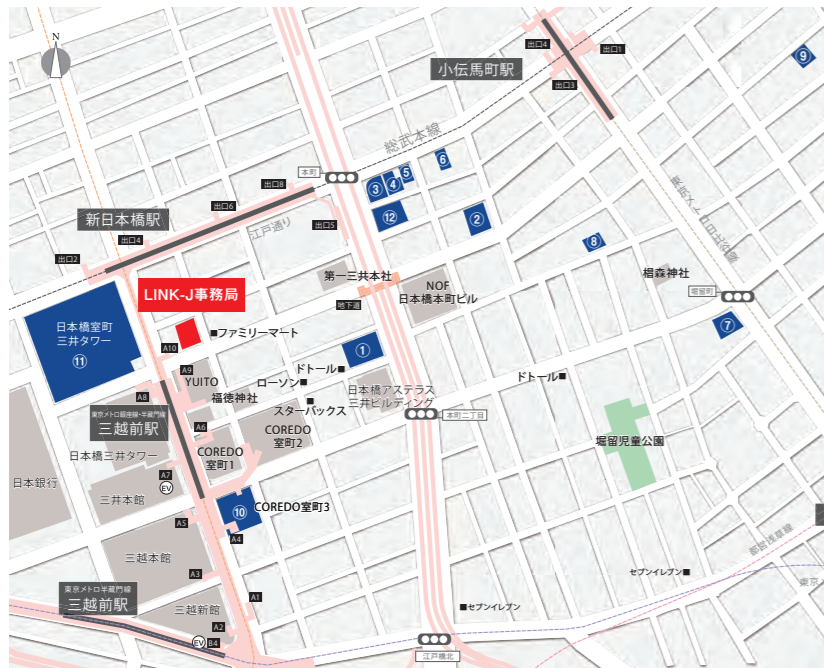 出口4
出口1
小伝馬町駅
出口3
⑨
総武本線
本町
出口8
③
④
⑤
⑥
⑫
②
出口6
新日本橋駅
出口4
江戸通り
出口5
出口2
⑧
椙森神社
堀留町
第一三共本社
NOF
日本橋本町ビル
地下道
LINK-J事務局
日本橋室町
三井タワー
⑪
ファミリーマート
A10
①
⑦
A9
YUITO
ドトール
ローソン
福徳神社
スターバックス
日本橋アステラス
三井ビルディング
ドトール
本町二丁目
A8
東京メトロ銀座線・半蔵門線
三越前駅
A6
COREDO
室町1
COREDO
室町2
日本橋三井タワー
堀留児童公園
日本銀行
A7
EV
三井本館
⑩
COREDO室町3
A5
A4
三越本館
A3
都営浅草線
東京メトロ半蔵門線
三越前駅
A1
三越新館
A2
EV
B4
セブンイレブン
セブンイレブン
江戸橋北